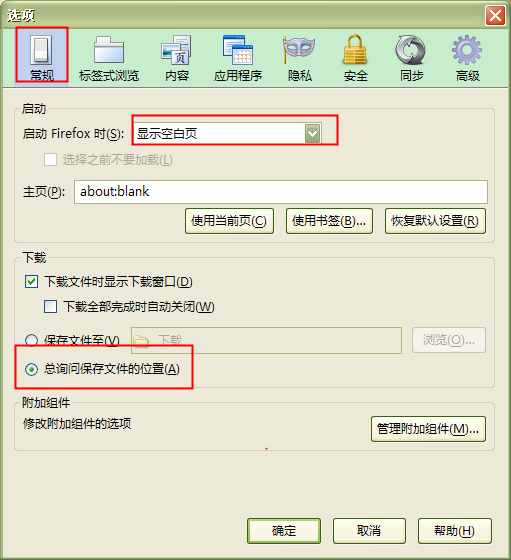 选项
常规 标签式浏览 内容 应用程序 隐私 安全 同步 高级
启动
启动 Firefox 时(S): 显示空白页
选择之前不要加载(L)
主页(P): about:blank
使用当前页(C) 使用书签(B)... 恢复默认设置(R)
下载
下载文件时显示下载窗口(D)
下载全部完成时自动关闭(W)
保存文件至(V) 下载 浏览(O)...
总询问保存文件的位置(A)
附加组件
修改附加组件的选项
管理附加组件(M)...
确定 取消 帮助(H)